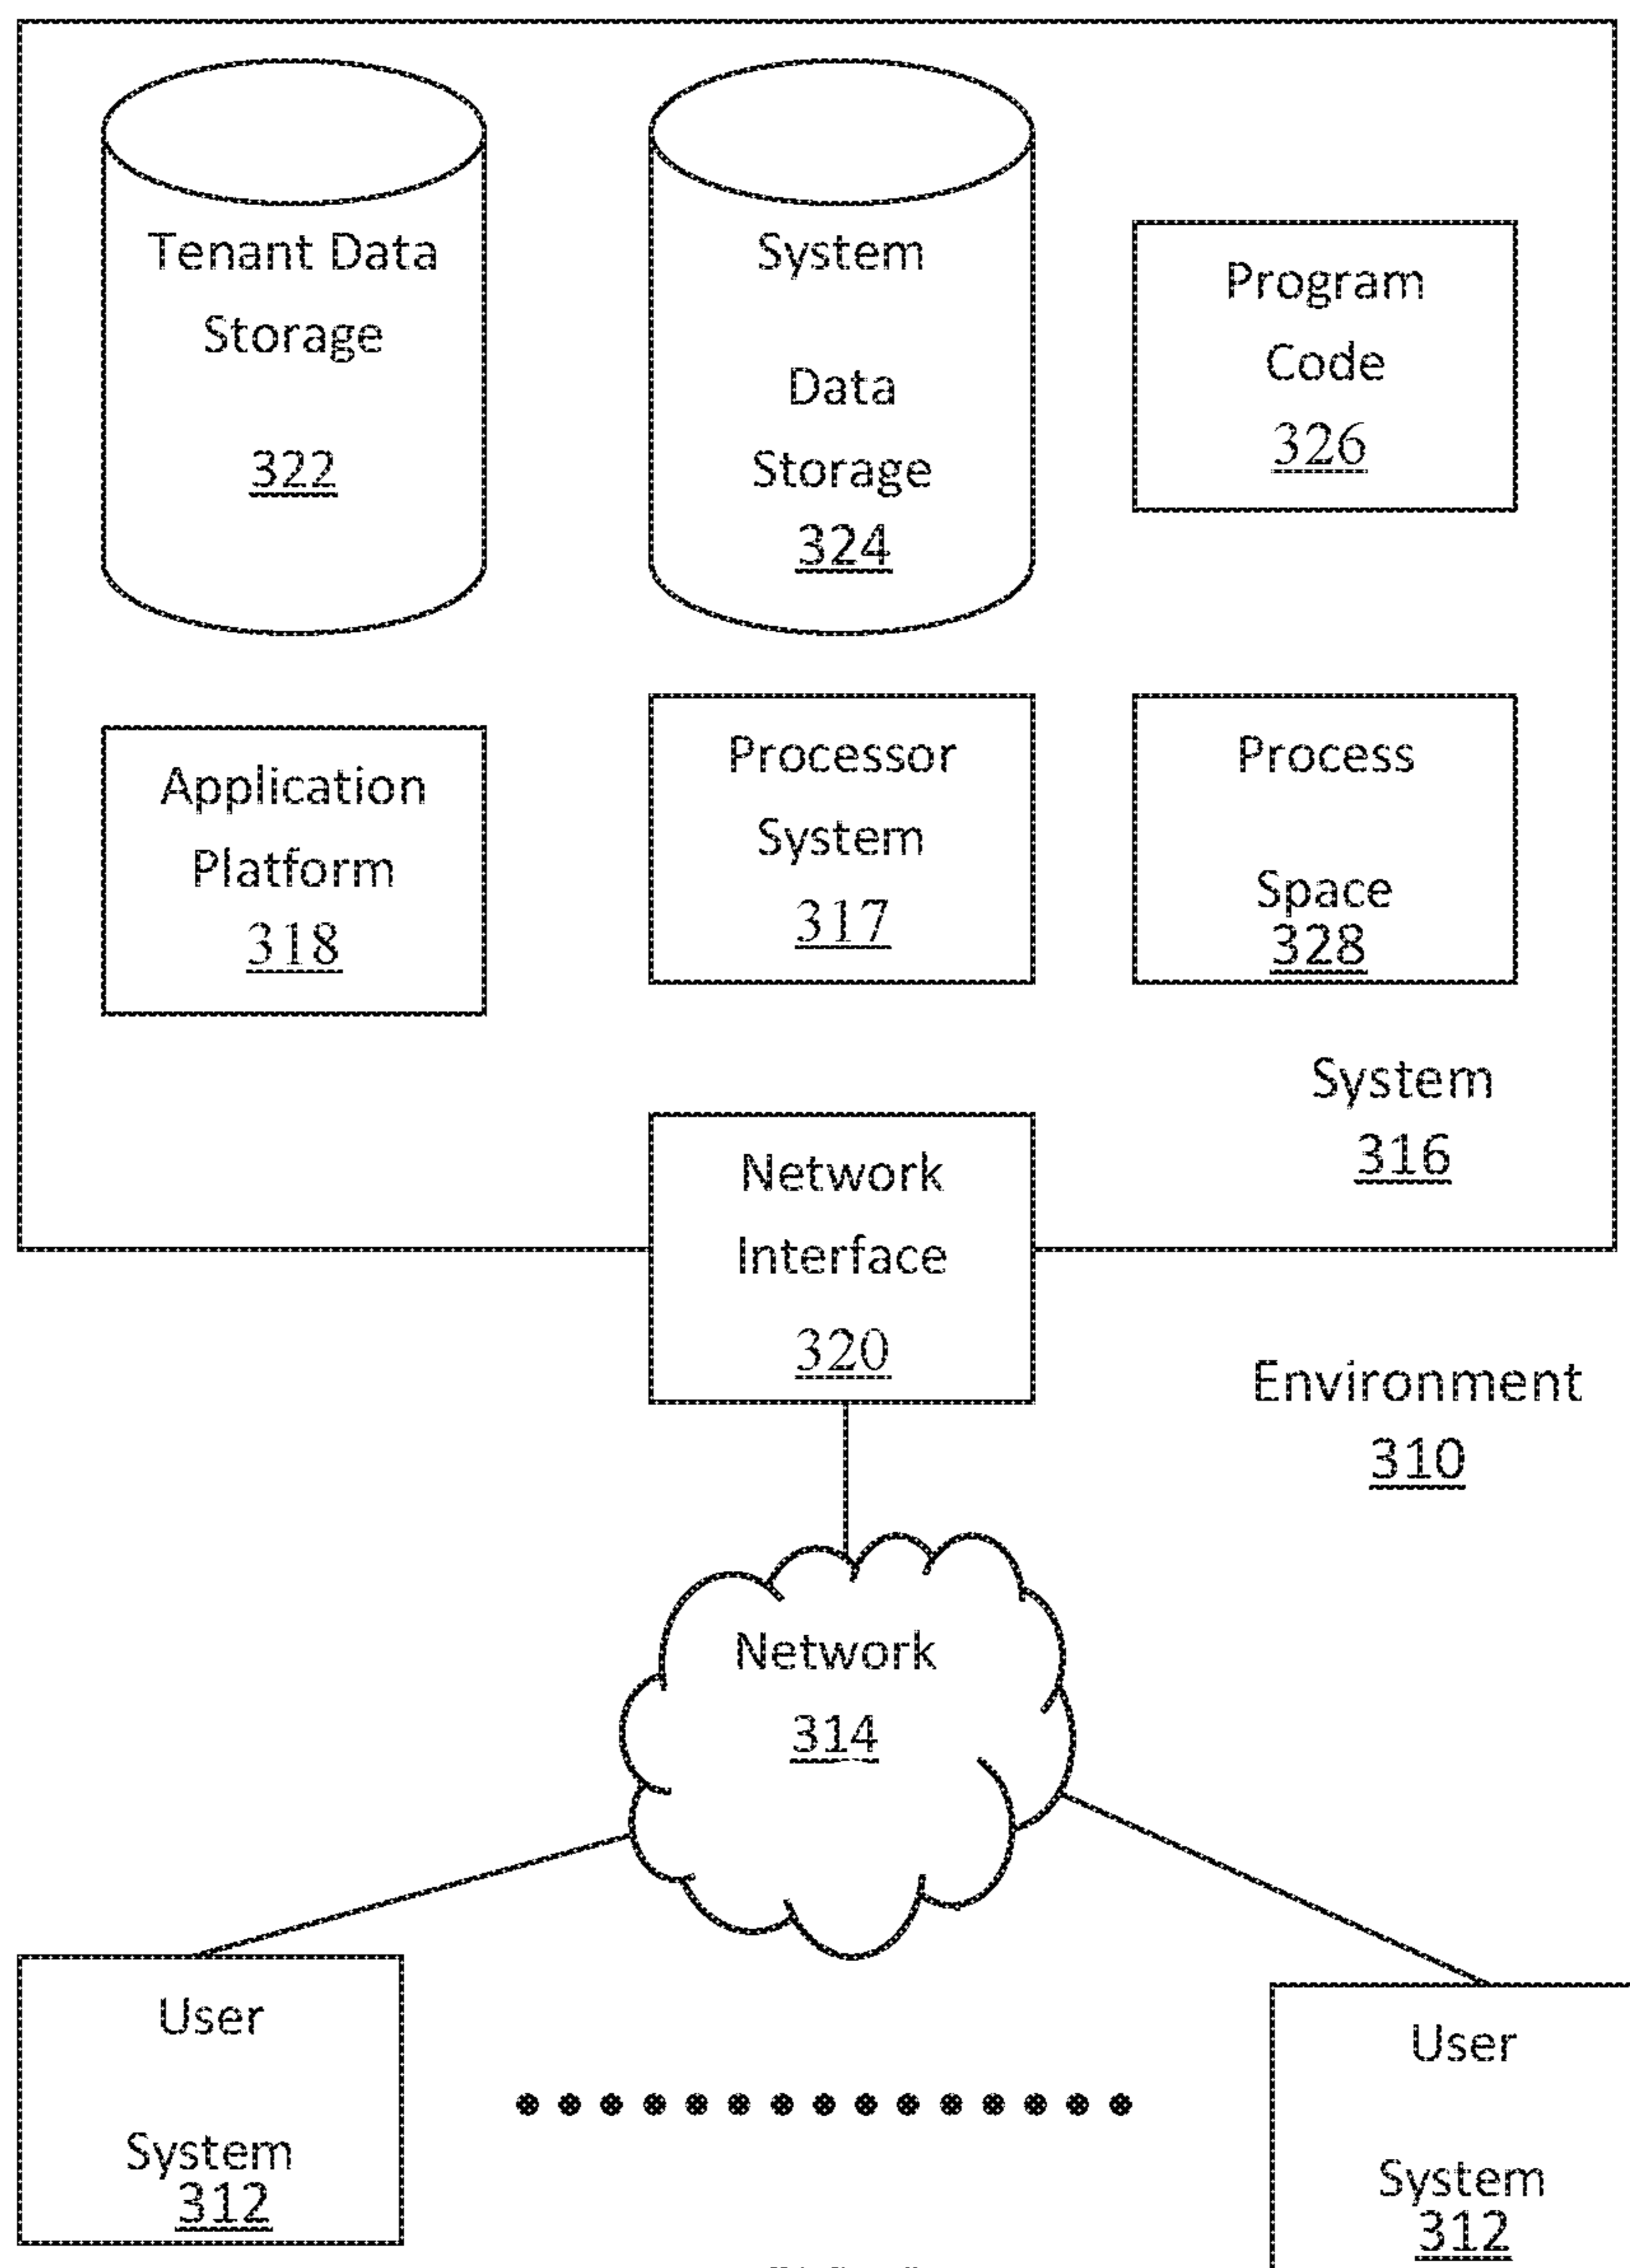 Tenant Data
Storage
322
System
Data
Storage
324
Program
Code
326
Application
Platform
318
Processor
System
317
Process
Space
328
System
316
Network
Interface
320
Environment
310
Network
314
User
System
312
User
System
312